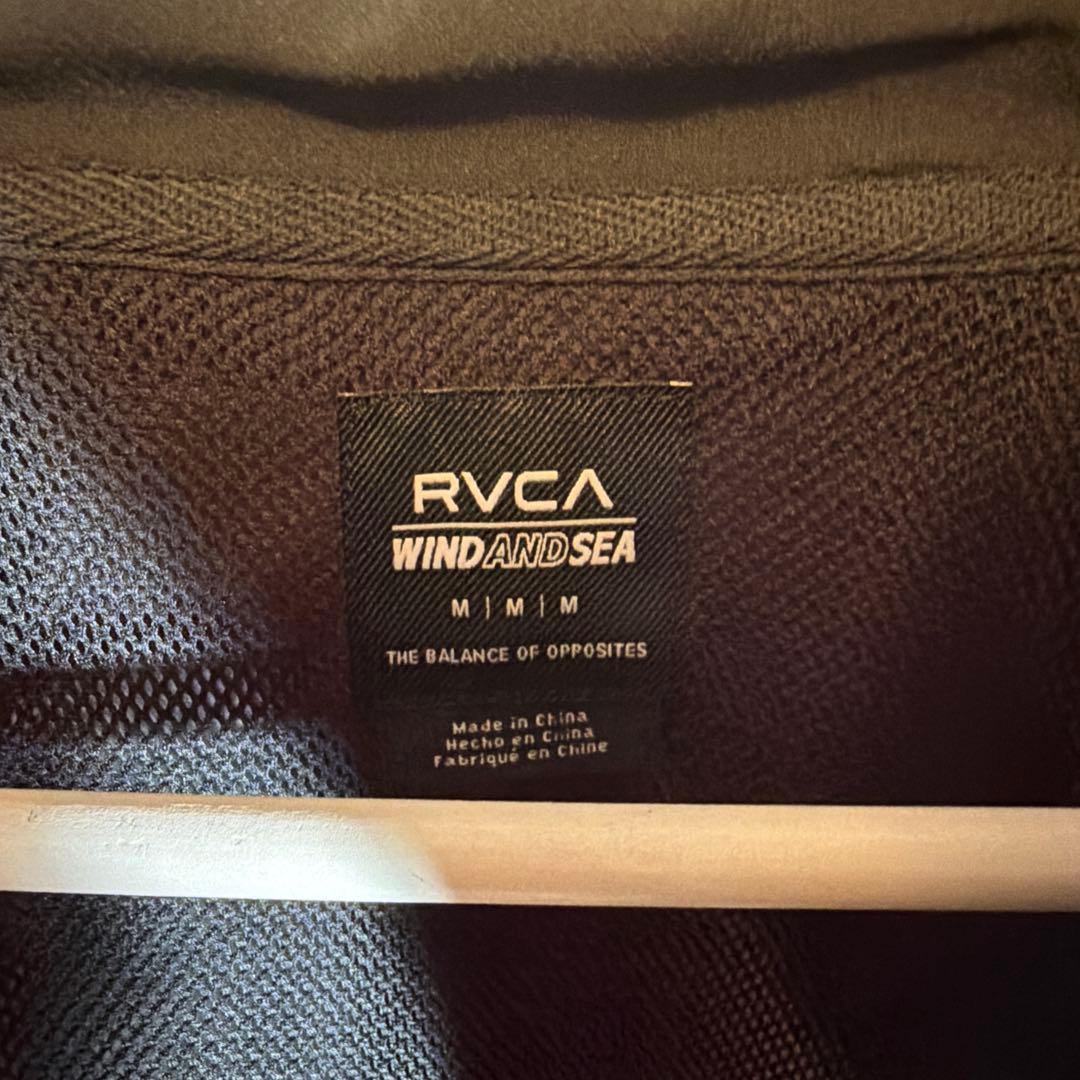 RVCA
WINDANDSEA
M | M | M
THE BALANCE OF OPPOSITES
Made in China
Hecho en China
Fabriqué en Chine